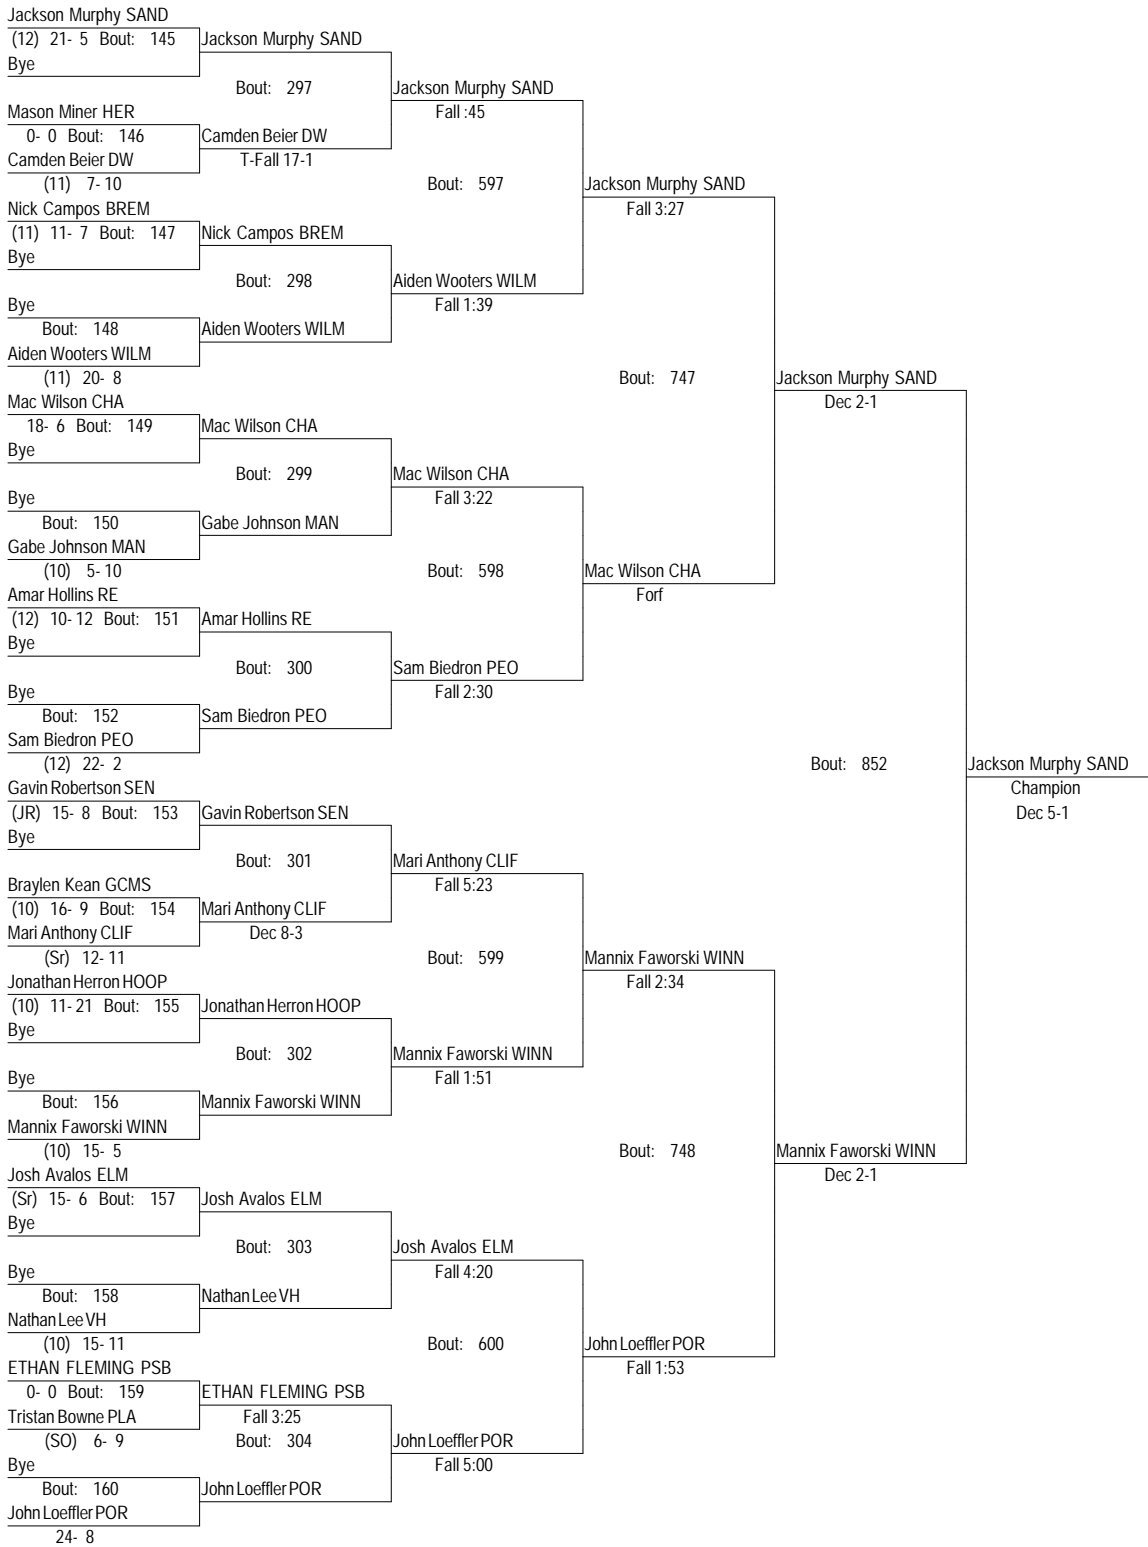 Jackson Murphy SAND
(12) 21- 5 Bout: 145 Jackson Murphy SAND
Bye
Bout: 297 Jackson Murphy SAND
Mason Miner HER Fall :45
0- 0 Bout: 146 Camden Beier DW
Camden Beier DW T-Fall 17-1
(11) 7- 10 Bout: 597 Jackson Murphy SAND
Nick Campos BREM Fall 3:27
(11) 11- 7 Bout: 147 Nick Campos BREM
Bye
Bout: 298 Aiden Wooters WILM
Bye Fall 1:39
Bout: 148 Aiden Wooters WILM
Aiden Wooters WILM
(11) 20- 8 Bout: 747 Jackson Murphy SAND
Mac Wilson CHA Dec 2-1
18- 6 Bout: 149 Mac Wilson CHA
Bye
Bout: 299 Mac Wilson CHA
Bye Fall 3:22
Bout: 150 Gabe Johnson MAN
Gabe Johnson MAN
(10) 5- 10 Bout: 598 Mac Wilson CHA
Amar Hollins RE Forf
(12) 10- 12 Bout: 151 Amar Hollins RE
Bye
Bout: 300 Sam Biedron PEO
Bye Fall 2:30
Bout: 152 Sam Biedron PEO
Sam Biedron PEO
(12) 22- 2 Bout: 852 Jackson Murphy SAND
Gavin Robertson SEN Champion
(JR) 15- 8 Bout: 153 Gavin Robertson SEN Dec 5-1
Bye
Bout: 301 Mari Anthony CLIF
Braylen Kean GCMS Fall 5:23
(10) 16- 9 Bout: 154 Mari Anthony CLIF
Mari Anthony CLIF Dec 8-3
(Sr) 12- 11 Bout: 599 Mannix Faworski WINN
Jonathan Herron HOOP Fall 2:34
(10) 11- 21 Bout: 155 Jonathan Herron HOOP
Bye
Bout: 302 Mannix Faworski WINN
Bye Fall 1:51
Bout: 156 Mannix Faworski WINN
Mannix Faworski WINN
(10) 15- 5 Bout: 748 Mannix Faworski WINN
Josh Avalos ELM Dec 2-1
(Sr) 15- 6 Bout: 157 Josh Avalos ELM
Bye
Bout: 303 Josh Avalos ELM
Bye Fall 4:20
Bout: 158 Nathan Lee VH
Nathan Lee VH
(10) 15- 11 Bout: 600 John Loeffler POR
ETHAN FLEMING PSB Fall 1:53
0- 0 Bout: 159 ETHAN FLEMING PSB
Tristan Bowne PLA Fall 3:25
(SO) 6- 9 Bout: 304 John Loeffler POR
Bye Fall 5:00
Bout: 160 John Loeffler POR
John Loeffler POR
24- 8